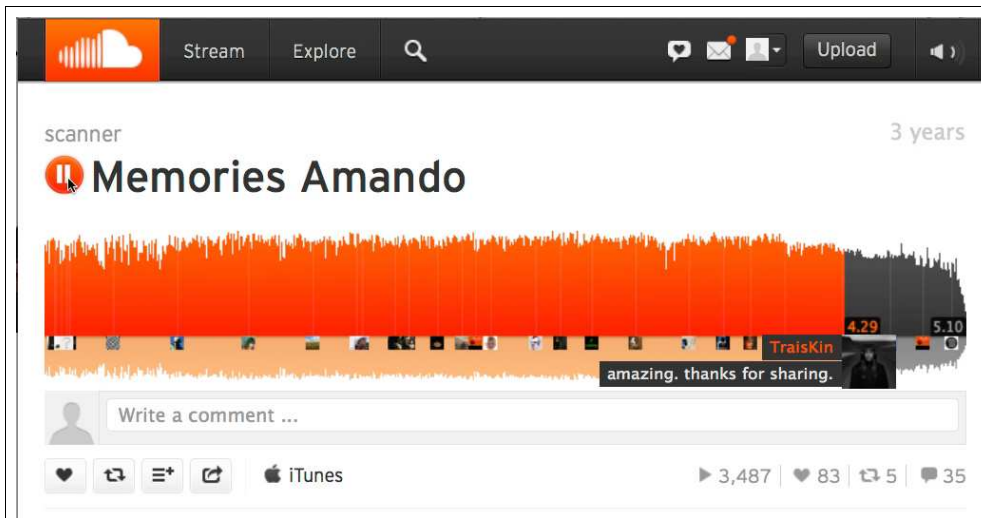 Stream Explore Upload
scanner 3 years
Memories Amando
4.29 5.10
TraisKin
amazing. thanks for sharing.
Write a comment ...
iTunes 3,487 83 5 35